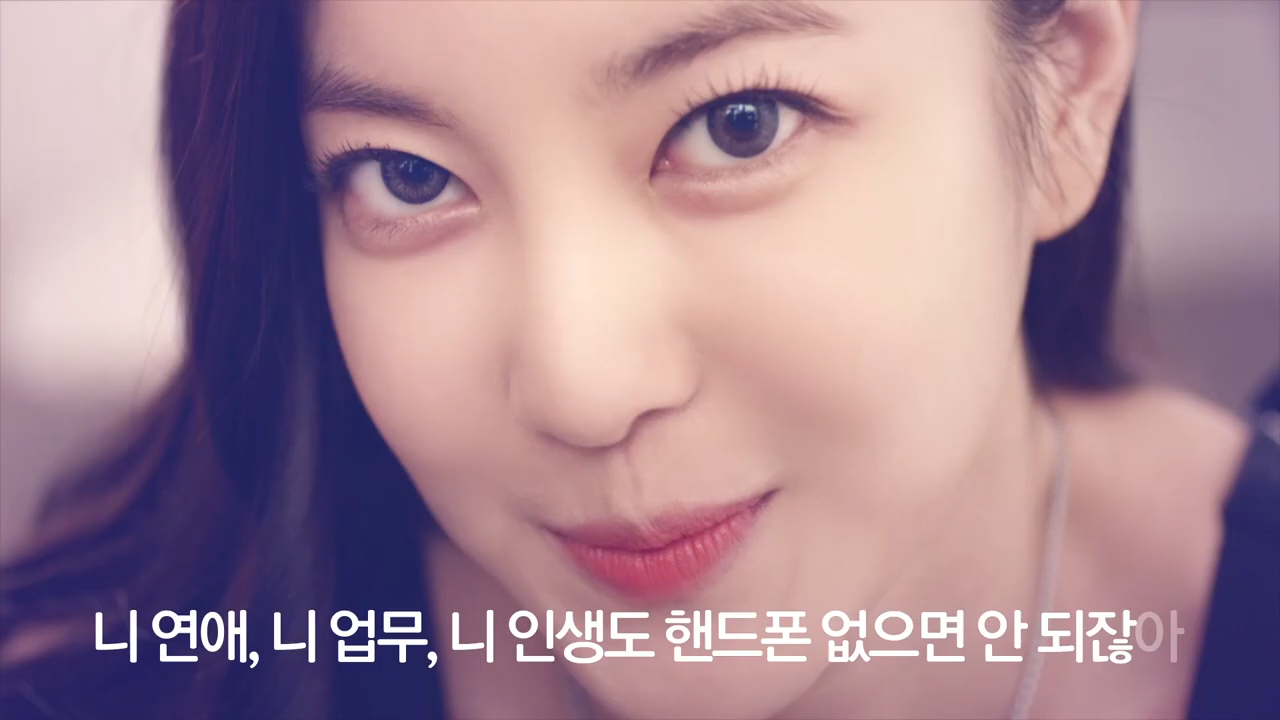 니 연애, 니 업무, 니 인생도 핸드폰 없으면 안 되잖아